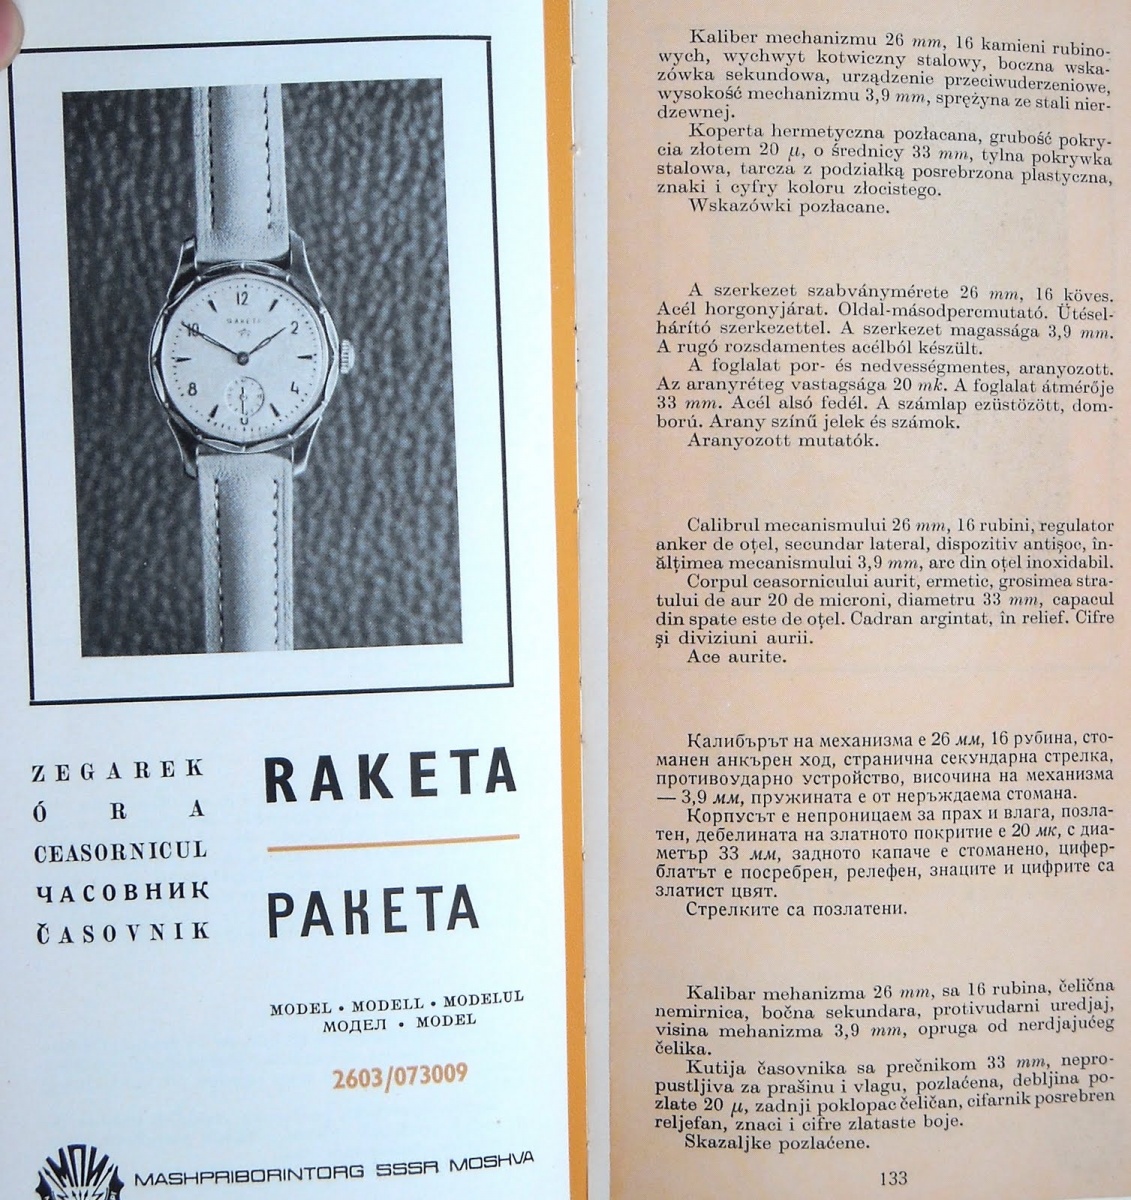 12
РАКЕТА
10
2
8
4
ZEGAREK
ÓRA
CEASORNICUL
ЧАСОВНИК
ČASOVNIK
RAKETA
РАКЕТА
MODEL • MODELL • MODELUL
МОДЕЛ • MODEL
2603/073009
МПИ
MASHPRIBORINTORG SSSR MOSHVA
Kaliber mechanizmu 26 mm, 16 kamieni rubino-
wych, wychwyt kotwiczny stalowy, boczna wska-
zówka sekundowa, urządzenie przeciwuderzeniowe,
wysokość mechanizmu 3,9 mm, sprężyna ze stali nier-
dzewnej.
Koperta hermetyczna pozłacana, grubość pokry-
cia złotem 20 μ, o średnicy 33 mm, tylna pokrywka
stalowa, tarcza z podziałką posrebrzona plastyczna,
znaki i cyfry koloru złocistego.
Wskazówki pozłacane.
A szerkezet szabványmérete 26 mm, 16 köves.
Acél horgonyjárat. Oldal-másodpercmutató. Ütésel-
hárító szerkezettel. A szerkezet magassága 3,9 mm.
A rugó rozsdamentes acélból készült.
A foglalat por- és nedvességmentes, aranyozott.
Az aranyréteg vastagsága 20 mk. A foglalat átmérője
33 mm. Acél alsó fedél. A számlap ezüstözött, dom-
ború. Arany színű jelek és számok.
Aranyozott mutatók.
Calibrul mecanismului 26 mm, 16 rubini, regulator
anker de oțel, secundar lateral, dispozitiv antișoc, în-
ălțimea mecanismului 3,9 mm, arc din oțel inoxidabil.
Corpul ceasornicului aurit, ermetic, grosimea stra-
tului de aur 20 de microni, diametru 33 mm, capacul
din spate este de oțel. Cadran argintat, în relief. Cifre
și diviziuni aurii.
Ace aurite.
Калибърът на механизма е 26 мм, 16 рубина, сто-
манен анкърен ход, странична секундарна стрелка,
противоударно устройство, височина на механизма
— 3,9 мм, пружината е от неръждаема стомана.
Корпусът е непроницаем за прах и влага, позла-
тен, дебелината на златното покритие е 20 мк, с диа-
метър 33 мм, задното капаче е стоманено, цифер-
блатът е посребрен, релефен, знаците и цифрите са
златист цвят.
Стрелките са позлатени.
Kalibar mehanizma 26 mm, sa 16 rubina, čelična
nemirnica, bočna sekundara, protivudarni uredjaj,
visina mehanizma 3,9 mm, opruga od nerdjajućeg
čelika.
Kutija časovnika sa prečnikom 33 mm, nepro-
pustljiva za prašinu i vlagu, pozlaćena, debljina po-
zlate 20 μ, zadnji poklopac čeličan, cifarnik posrebren
reljefan, znaci i cifre zlataste boje.
Skazaljke pozlaćene.
133